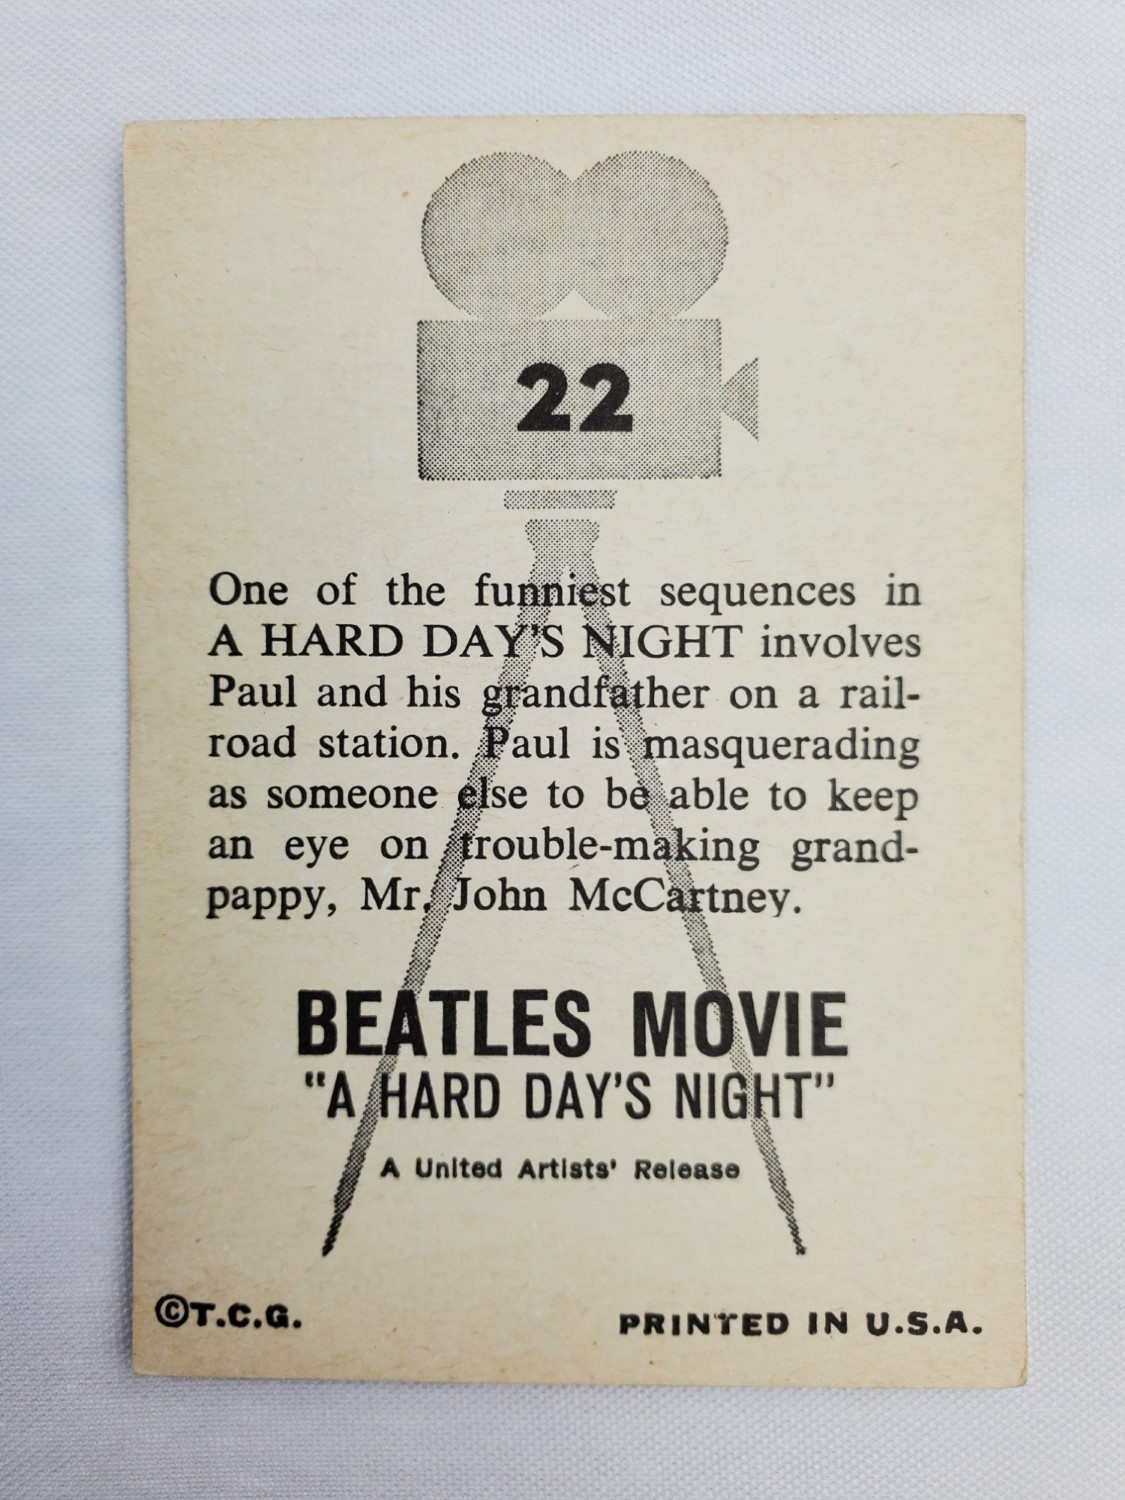 22
One of the funniest sequences in
A HARD DAY'S NIGHT involves
Paul and his grandfather on a rail-
road station. Paul is masquerading
as someone else to be able to keep
an eye on trouble-making grand-
pappy, Mr. John McCartney.
BEATLES MOVIE
"A HARD DAY'S NIGHT"
A United Artists' Release
©T.C.G.
PRINTED IN U.S.A.